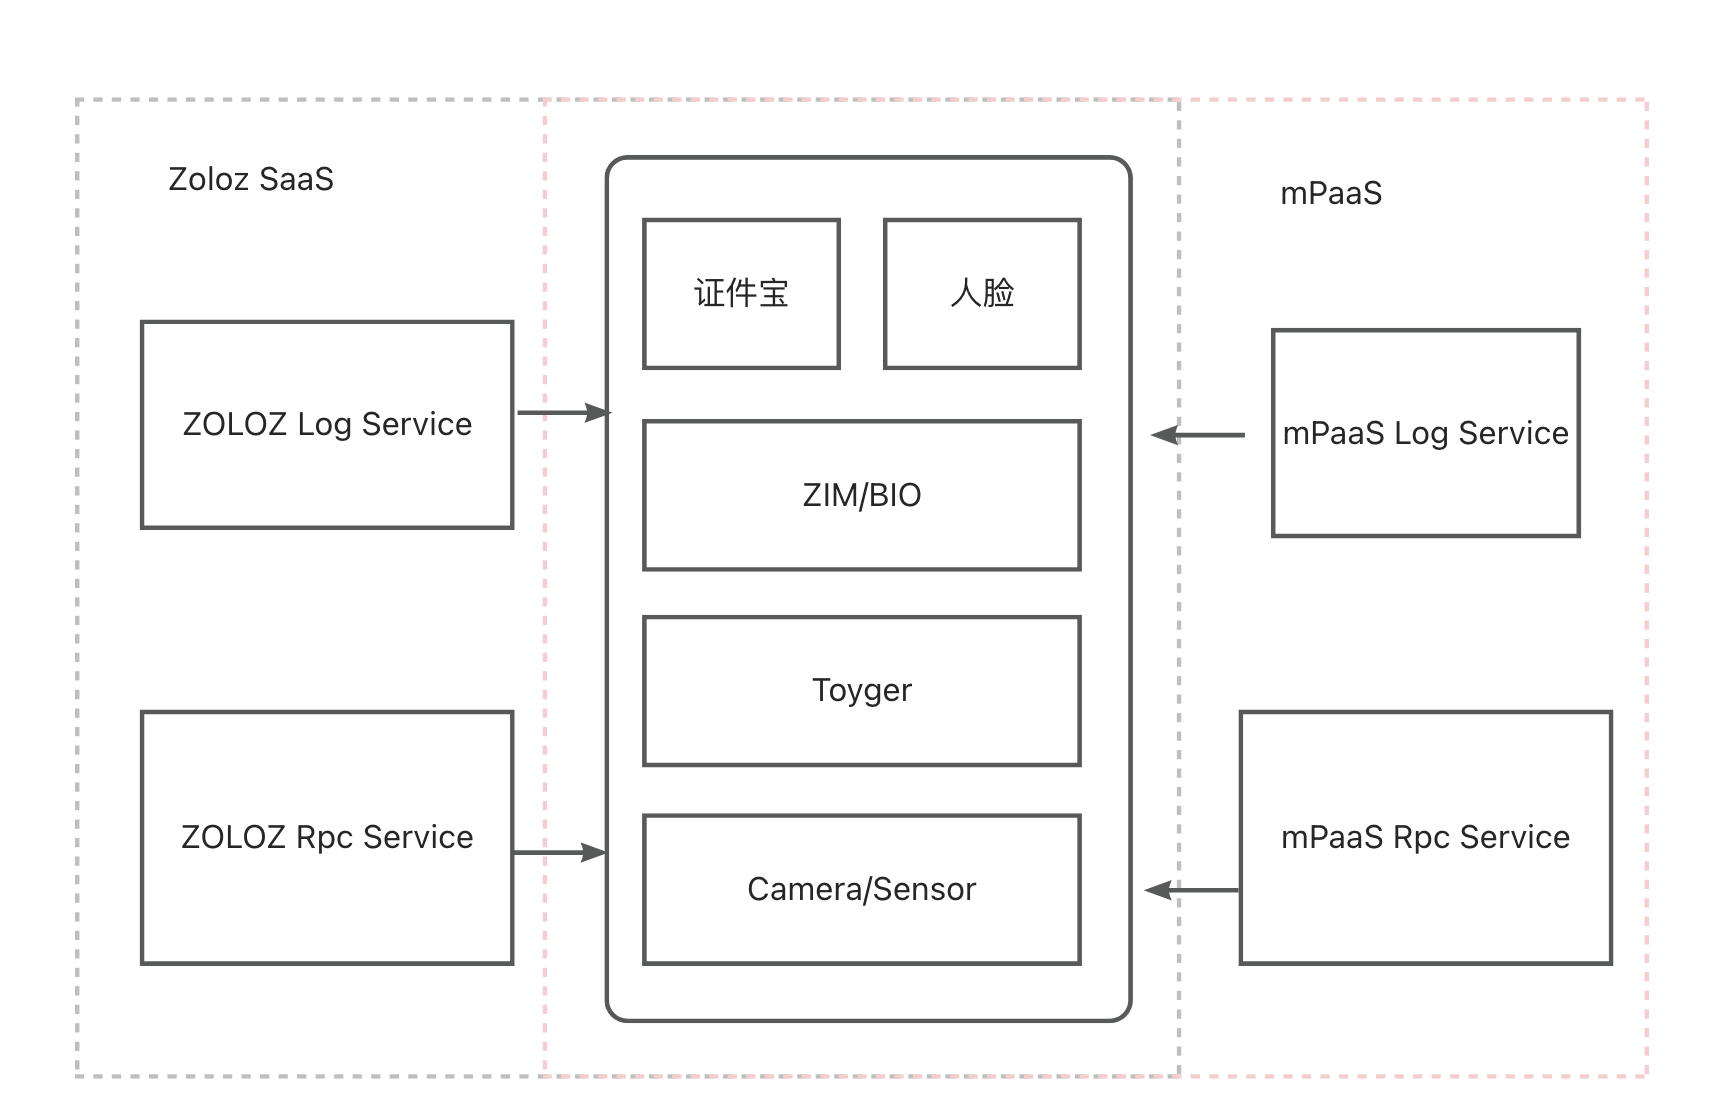 Zoloz SaaS
mPaaS
证件宝
人脸
ZOLOZ Log Service
mPaaS Log Service
ZIM/BIO
Toyger
ZOLOZ Rpc Service
mPaaS Rpc Service
Camera/Sensor